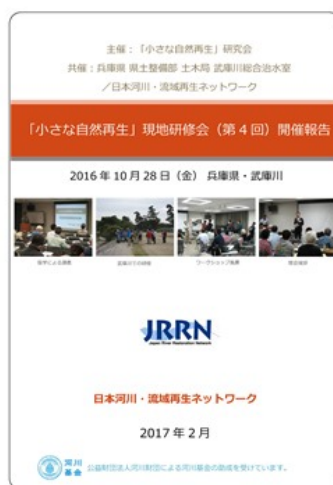 主催：「小さな自然再生」研究会
共催：兵庫県 県土整備部 土木局 武庫川総合治水室
／日本河川・流域再生ネットワーク
「小さな自然再生」現地研修会（第4回）開催報告
2016年10月28日（金） 兵庫県・武庫川
JRRN
Japan River Restoration Network
日本河川・流域再生ネットワーク
2017年2月
河川基金
公益財団法人河川財団による河川基金の助成を受けています。